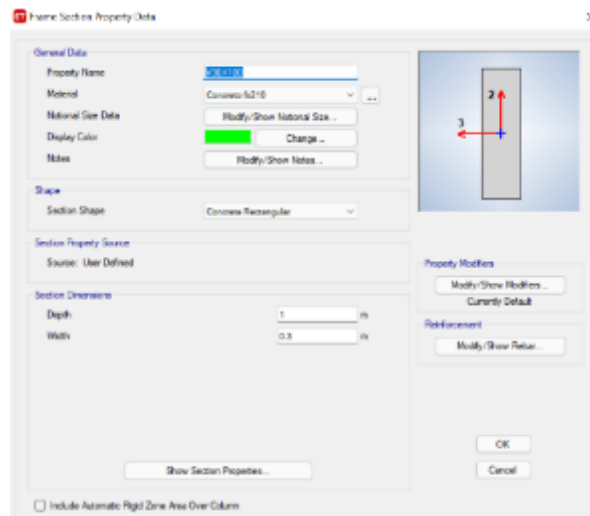 Frame Section Property Data
General Data
Property Name V30X100
Material Concreto fc210 ...
Notional Size Data Modify/Show Notional Size...
Display Color Change...
Notes Modify/Show Notes...
Shape
Section Shape Concrete Rectangular
Section Property Source
Source: User Defined
Section Dimensions
Depth 1 m
Width 0.3 m
Show Section Properties...
Include Automatic Rigid Zone Area Over Column
2
3
Property Modifiers
Modify/Show Modifiers...
Currently Default
Reinforcement
Modify/Show Rebar...
OK
Cancel